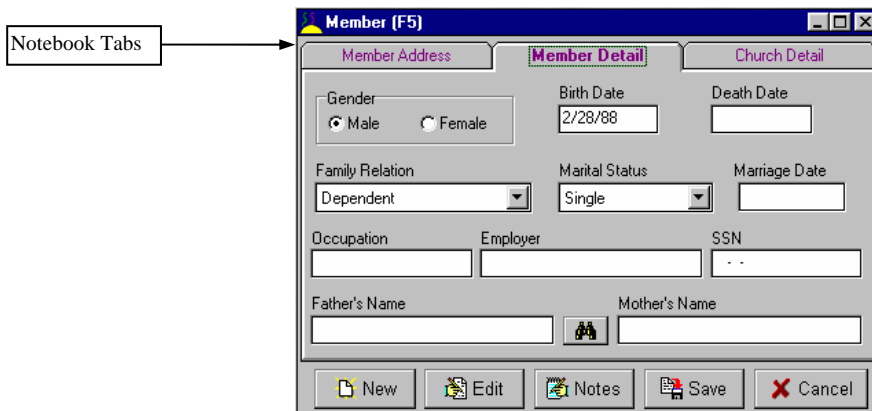 Member (F5)
Notebook Tabs
Member Address Member Detail Church Detail
Gender Birth Date Death Date
Male Female 2/28/88
Family Relation Marital Status Marriage Date
Dependent Single
Occupation Employer SSN
- -
Father's Name Mother's Name
New Edit Notes Save Cancel